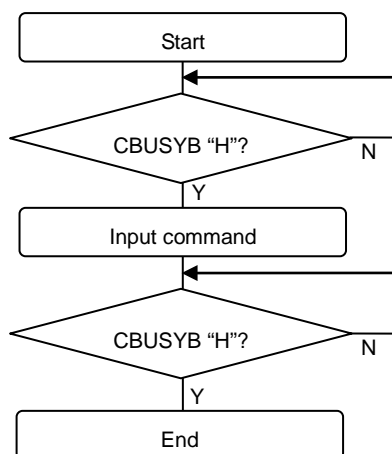 Start
CBUSYB “H”?
N
Y
Input command
CBUSYB “H”?
N
Y
End